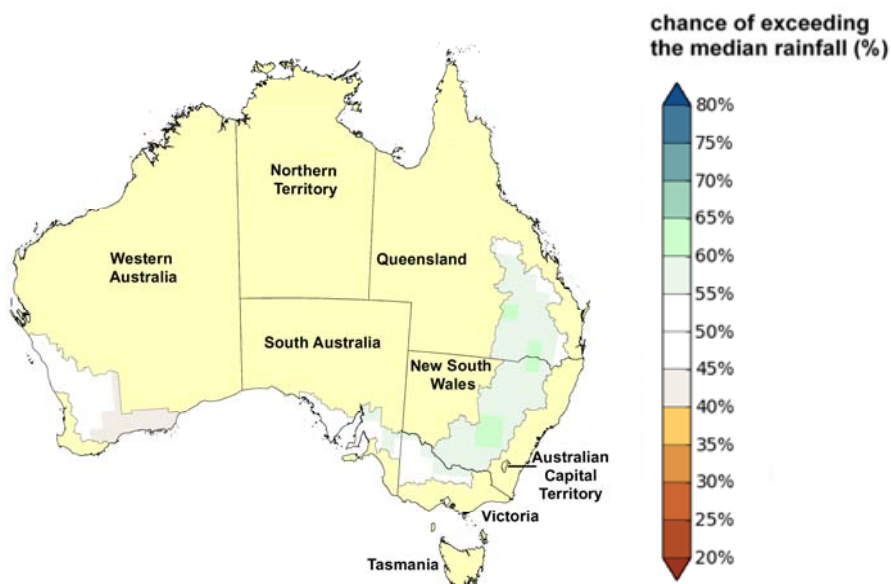 chance of exceeding
the median rainfall (%)
80%
75%
70%
65%
60%
55%
50%
45%
40%
35%
30%
25%
20%
Northern
Territory
Western
Australia
Queensland
South Australia
New South
Wales
Australian
Capital
Territory
Victoria
Tasmania